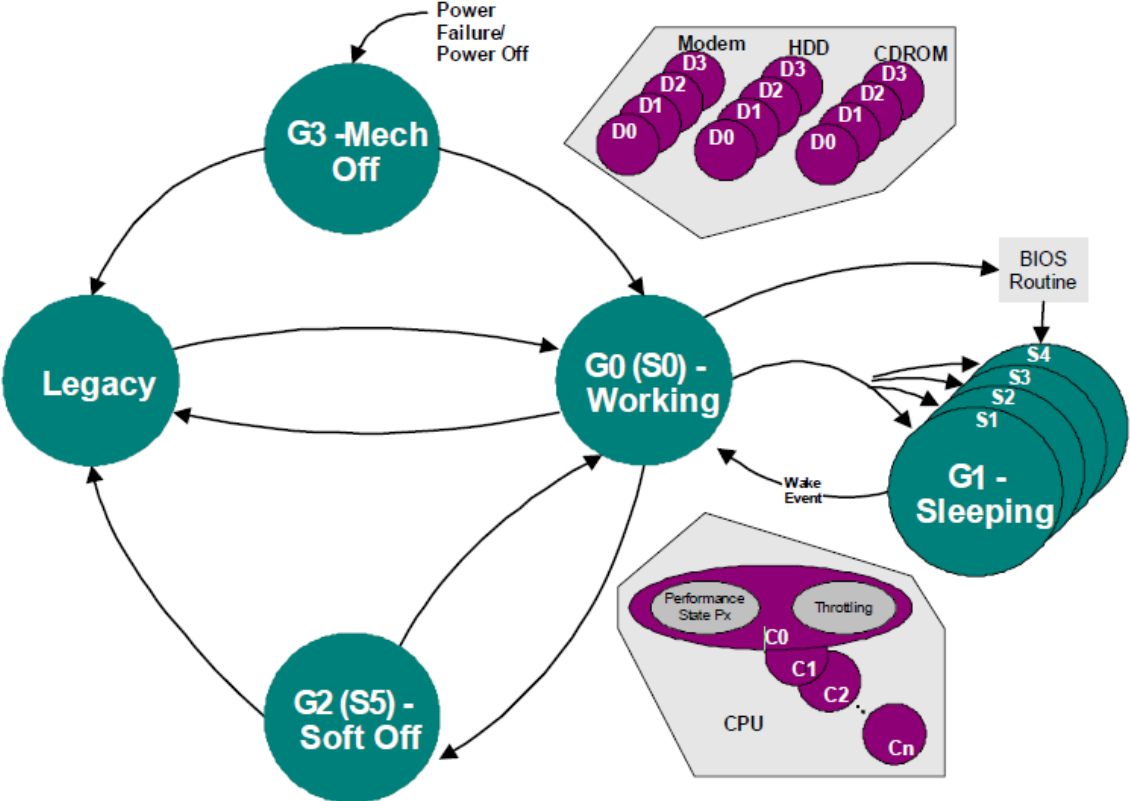 Power
Failure/
Power Off
G3 -Mech
Off
Modem
HDD
CDROM
D3
D2
D1
D0
D3
D2
D1
D0
D3
D2
D1
D0
BIOS
Routine
Legacy
G0 (S0) -
Working
S4
S3
S2
S1
G1 -
Sleeping
Wake
Event
Performance
State Px
Throttling
C0
C1
C2
Cn
CPU
G2 (S5) -
Soft Off